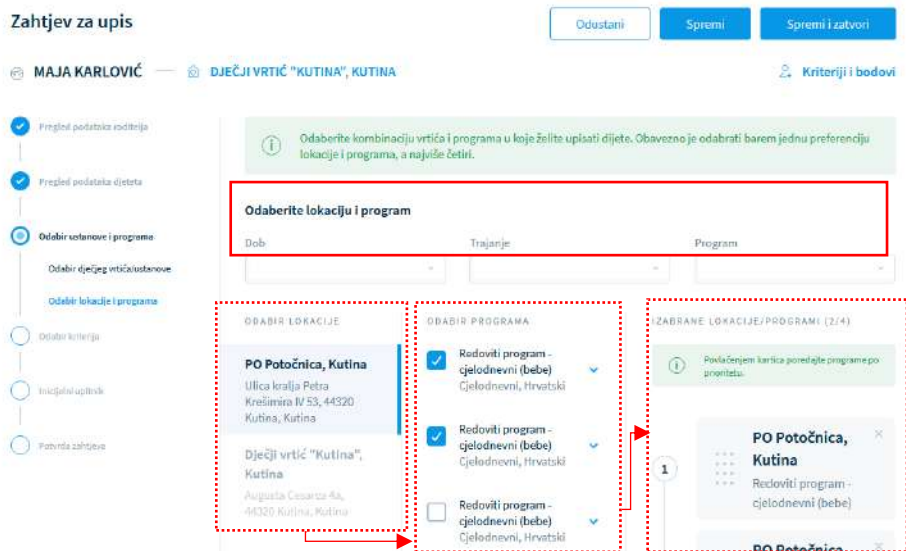 Zahtjev za upis
Odustani
Spremi
Spremi i zatvori
MAJA KARLOVIĆ
DJEČJI VRTIĆ "KUTINA", KUTINA
Kriteriji i bodovi
Pregled podataka roditelja
Pregled podataka djeteta
Odabir ustanove i programa
Odabir dječjeg vrtića/ustanove
Odabir lokacije i programa
Odabir kriterija
Inicijalni upitnik
Potvrda zahtjeva
Odaberite kombinaciju vrtića i programa u koje želite upisati dijete. Obavezno je odabrati barem jednu preferenciju
lokacije i programa, a najviše četiri.
Odaberite lokaciju i program
Dob
Trajanje
Program
ODABIR LOKACIJE
PO Potočnica, Kutina
Ulica kralja Petra
Krešimira IV 53, 44320
Kutina, Kutina
Dječji vrtić "Kutina",
Kutina
Augusta Cesarca 4a,
44320 Kutina, Kutina
ODABIR PROGRAMA
Redoviti program -
cjelodnevni (bebe)
Cjelodnevni, Hrvatski
Redoviti program -
cjelodnevni (bebe)
Cjelodnevni, Hrvatski
Redoviti program -
cjelodnevni (bebe)
Cjelodnevni, Hrvatski
IZABRANE LOKACIJE/PROGRAMI (2/4)
Povlačenjem kartica poredajte programe po
prioritetu.
1
PO Potočnica,
Kutina
Redoviti program -
cjelodnevni (bebe)
PO Potočnica